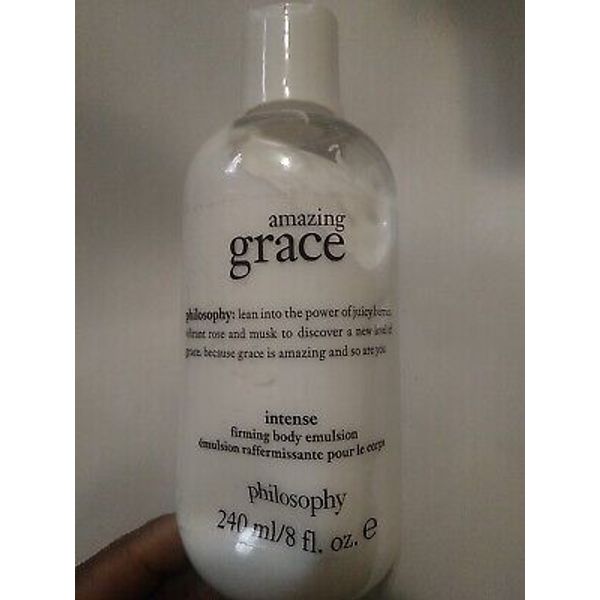 amazing
grace
philosophy: lean into the power of juicy berries,
vibrant rose and musk to discover a new level of
grace. because grace is amazing and so are you
intense
firming body emulsion
émulsion raffermissante pour le corps
philosophy
240 ml/8 fl. oz. e